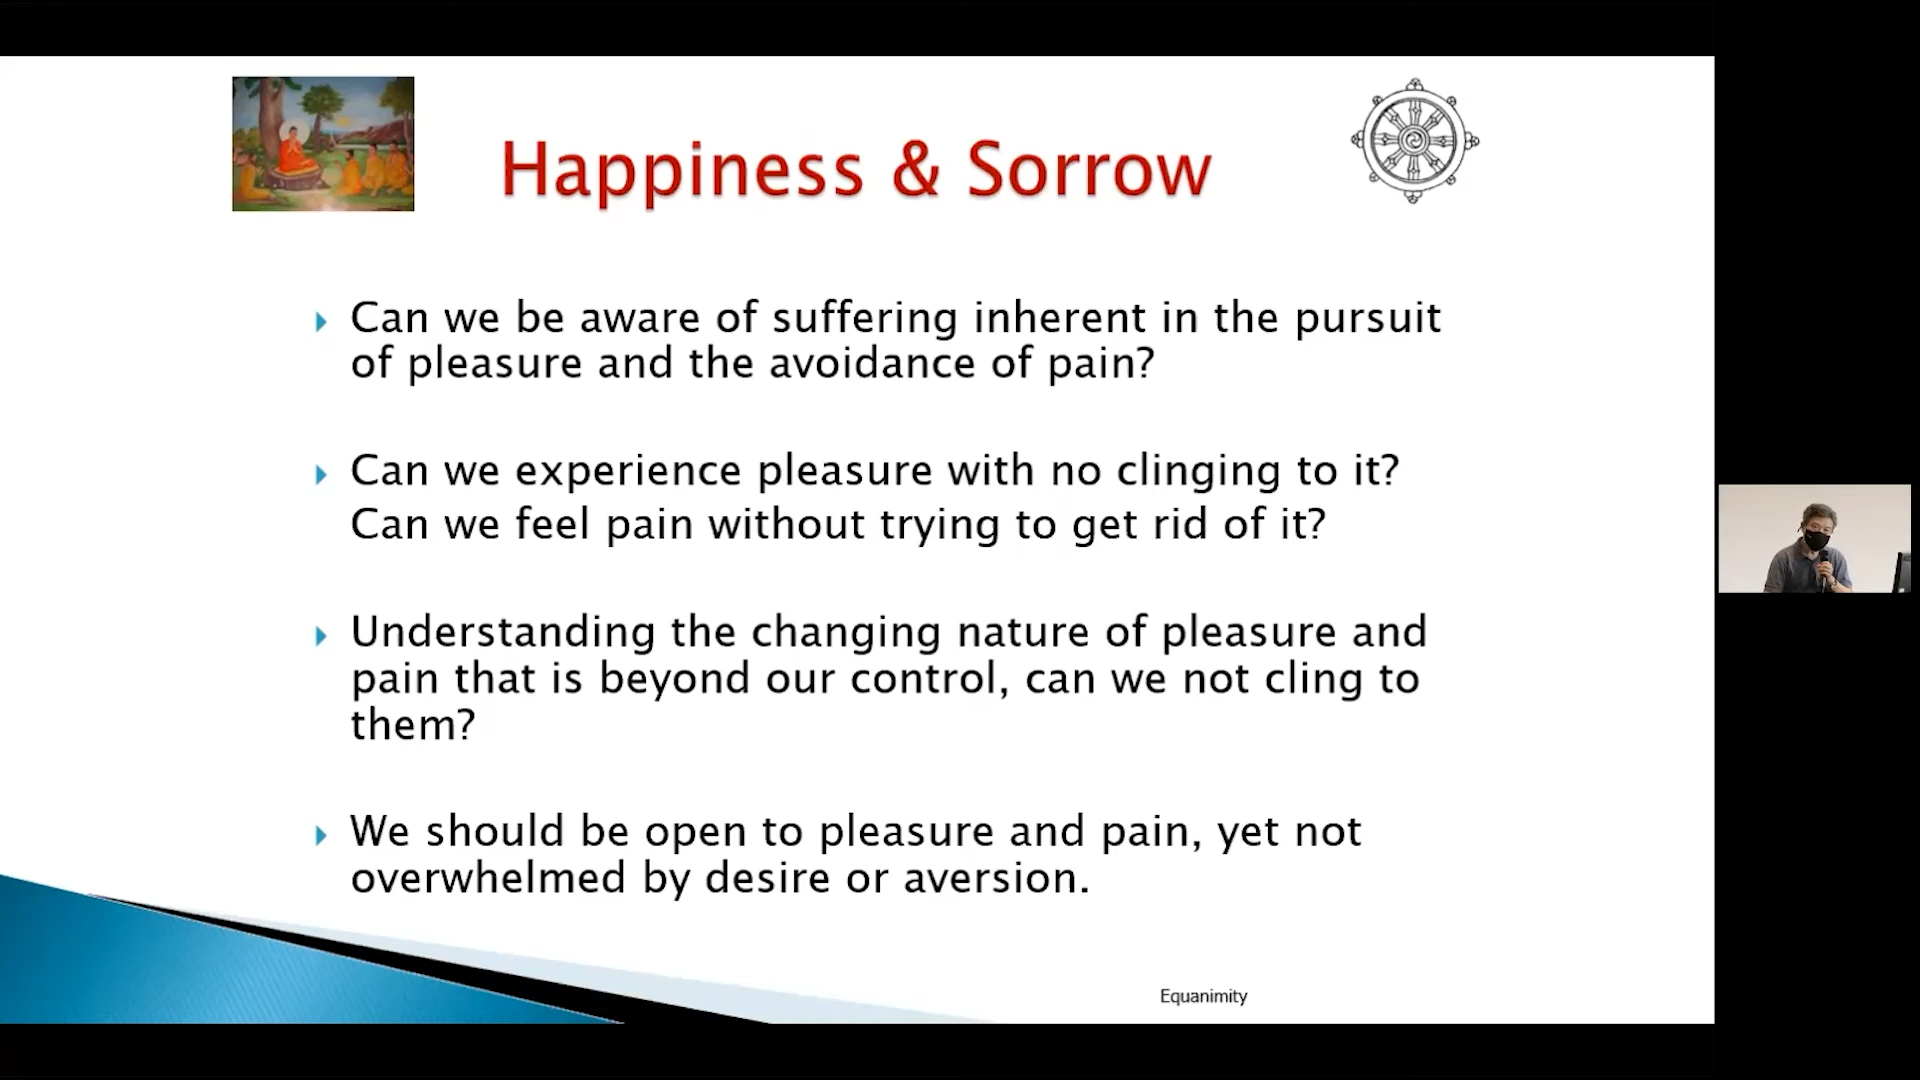 Happiness & Sorrow
Can we be aware of suffering inherent in the pursuit
of pleasure and the avoidance of pain?
Can we experience pleasure with no clinging to it?
Can we feel pain without trying to get rid of it?
Understanding the changing nature of pleasure and
pain that is beyond our control, can we not cling to
them?
We should be open to pleasure and pain, yet not
overwhelmed by desire or aversion.
Equanimity